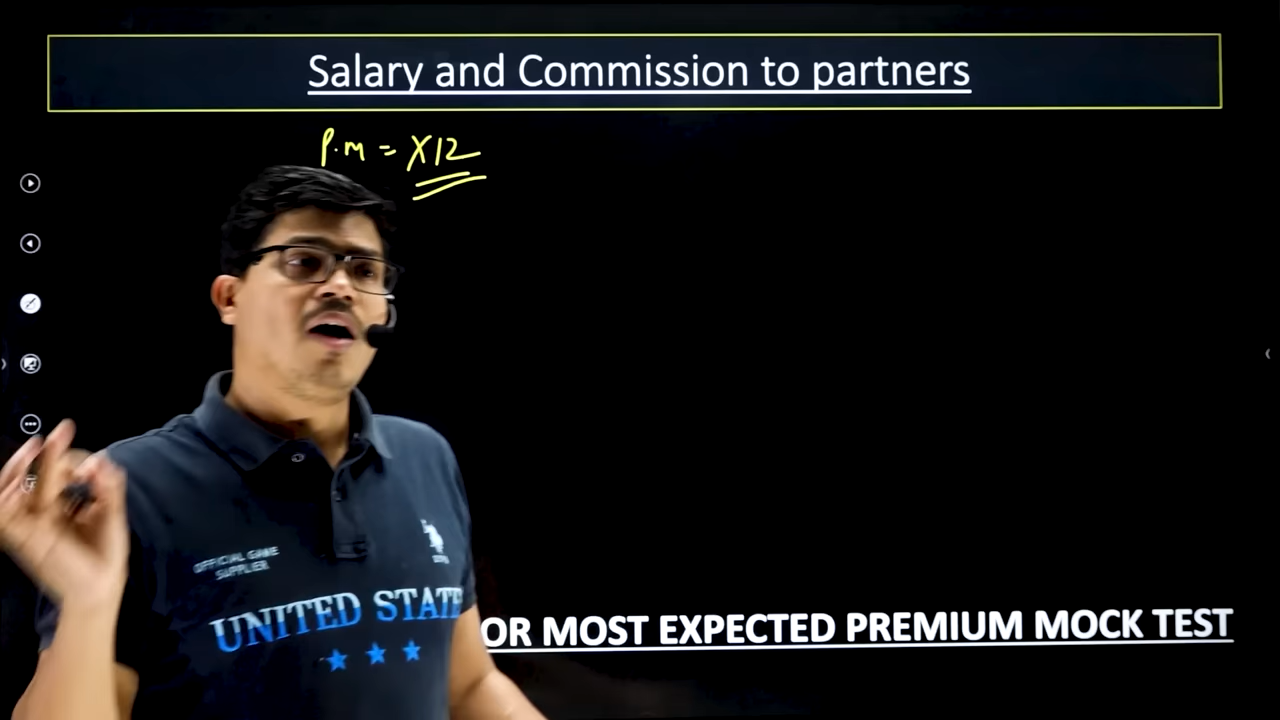 Salary and Commission to partners
P.M = X12
OFFICIAL GAME
SUPPLIER
UNITED STATE
OR MOST EXPECTED PREMIUM MOCK TEST